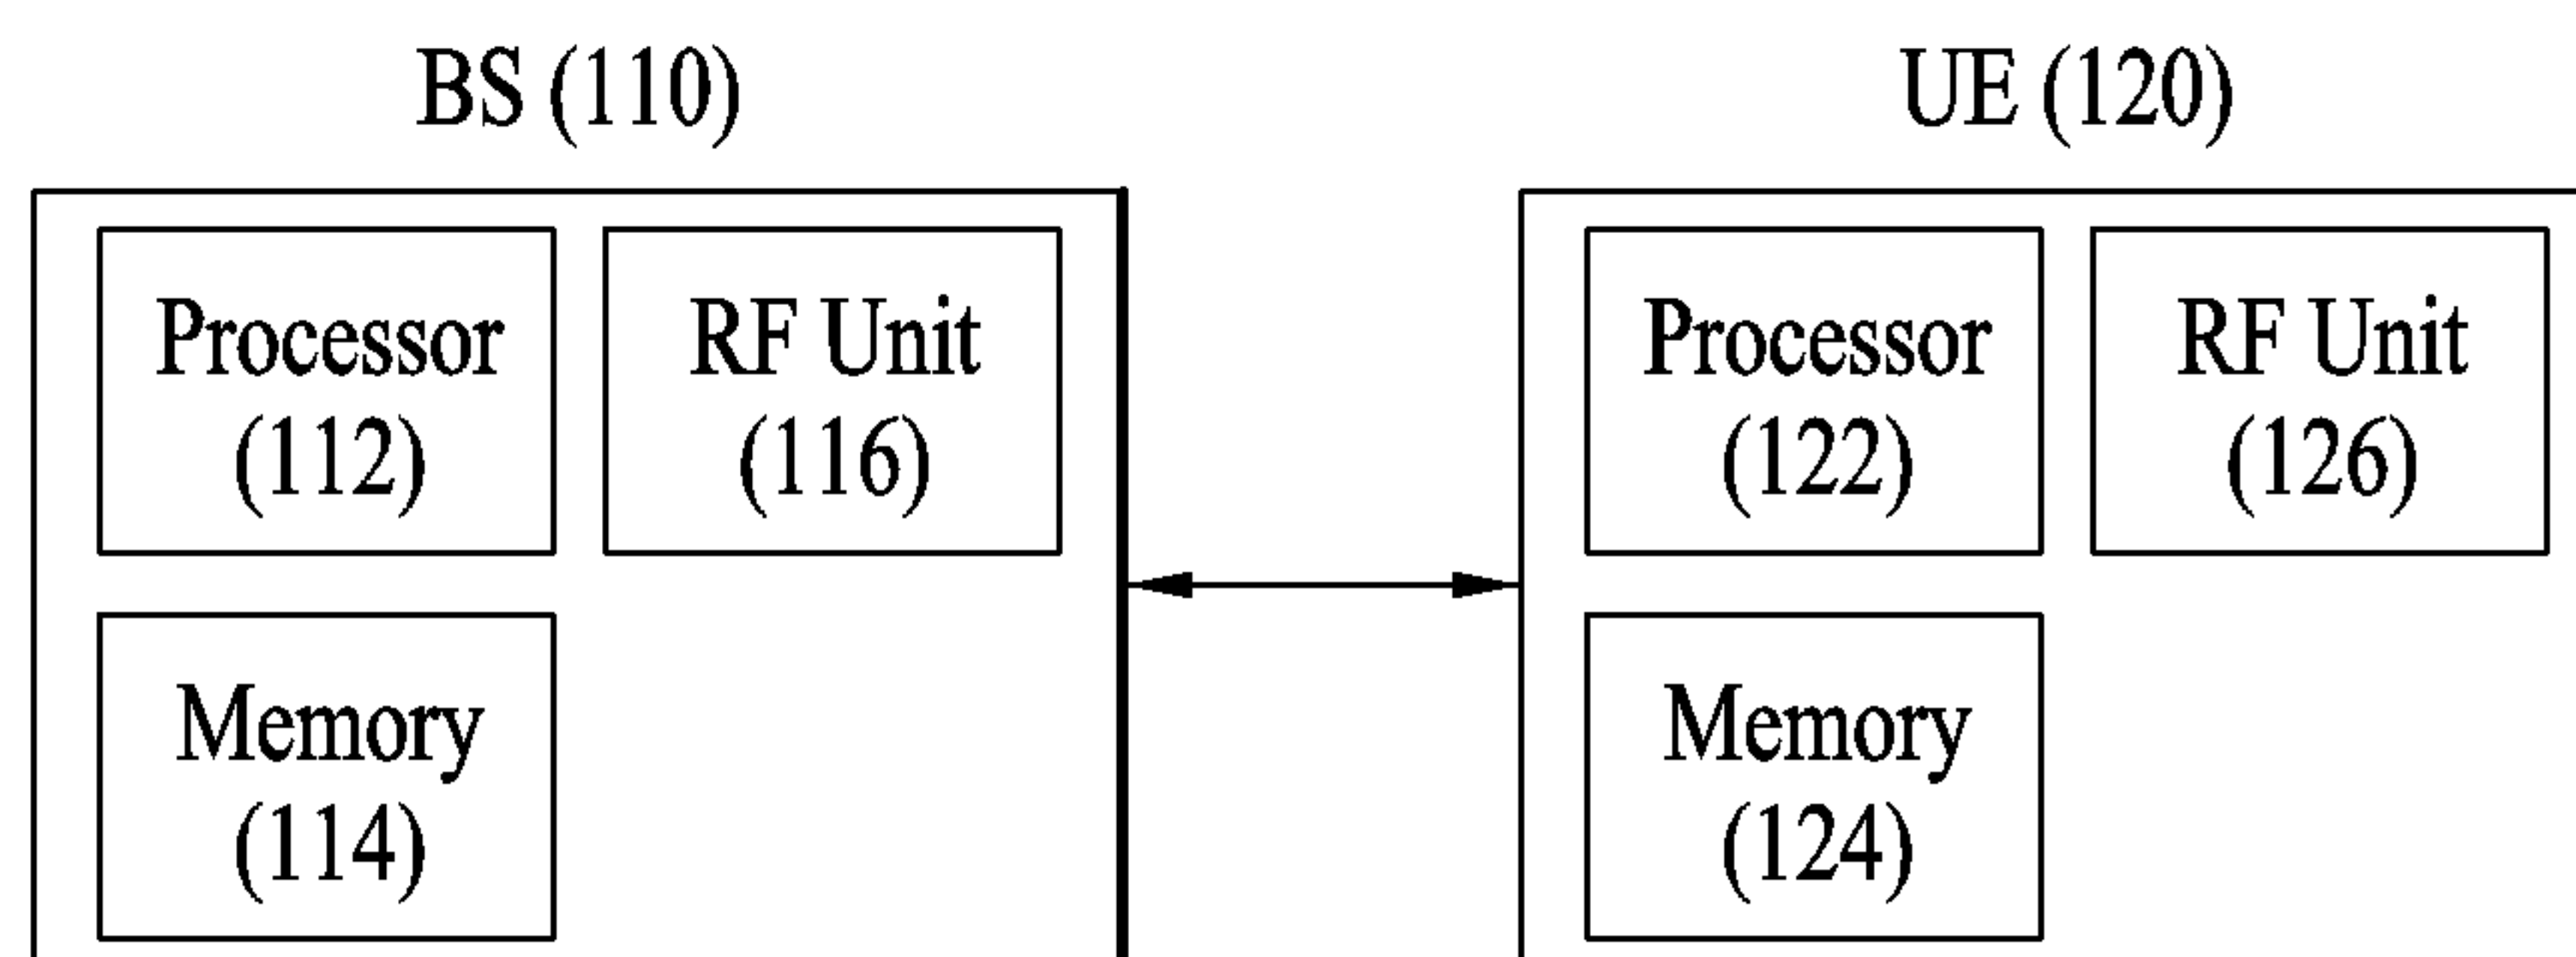 BS (110)
Processor
(112)
RF Unit
(116)
Memory
(114)
UE (120)
Processor
(122)
RF Unit
(126)
Memory
(124)